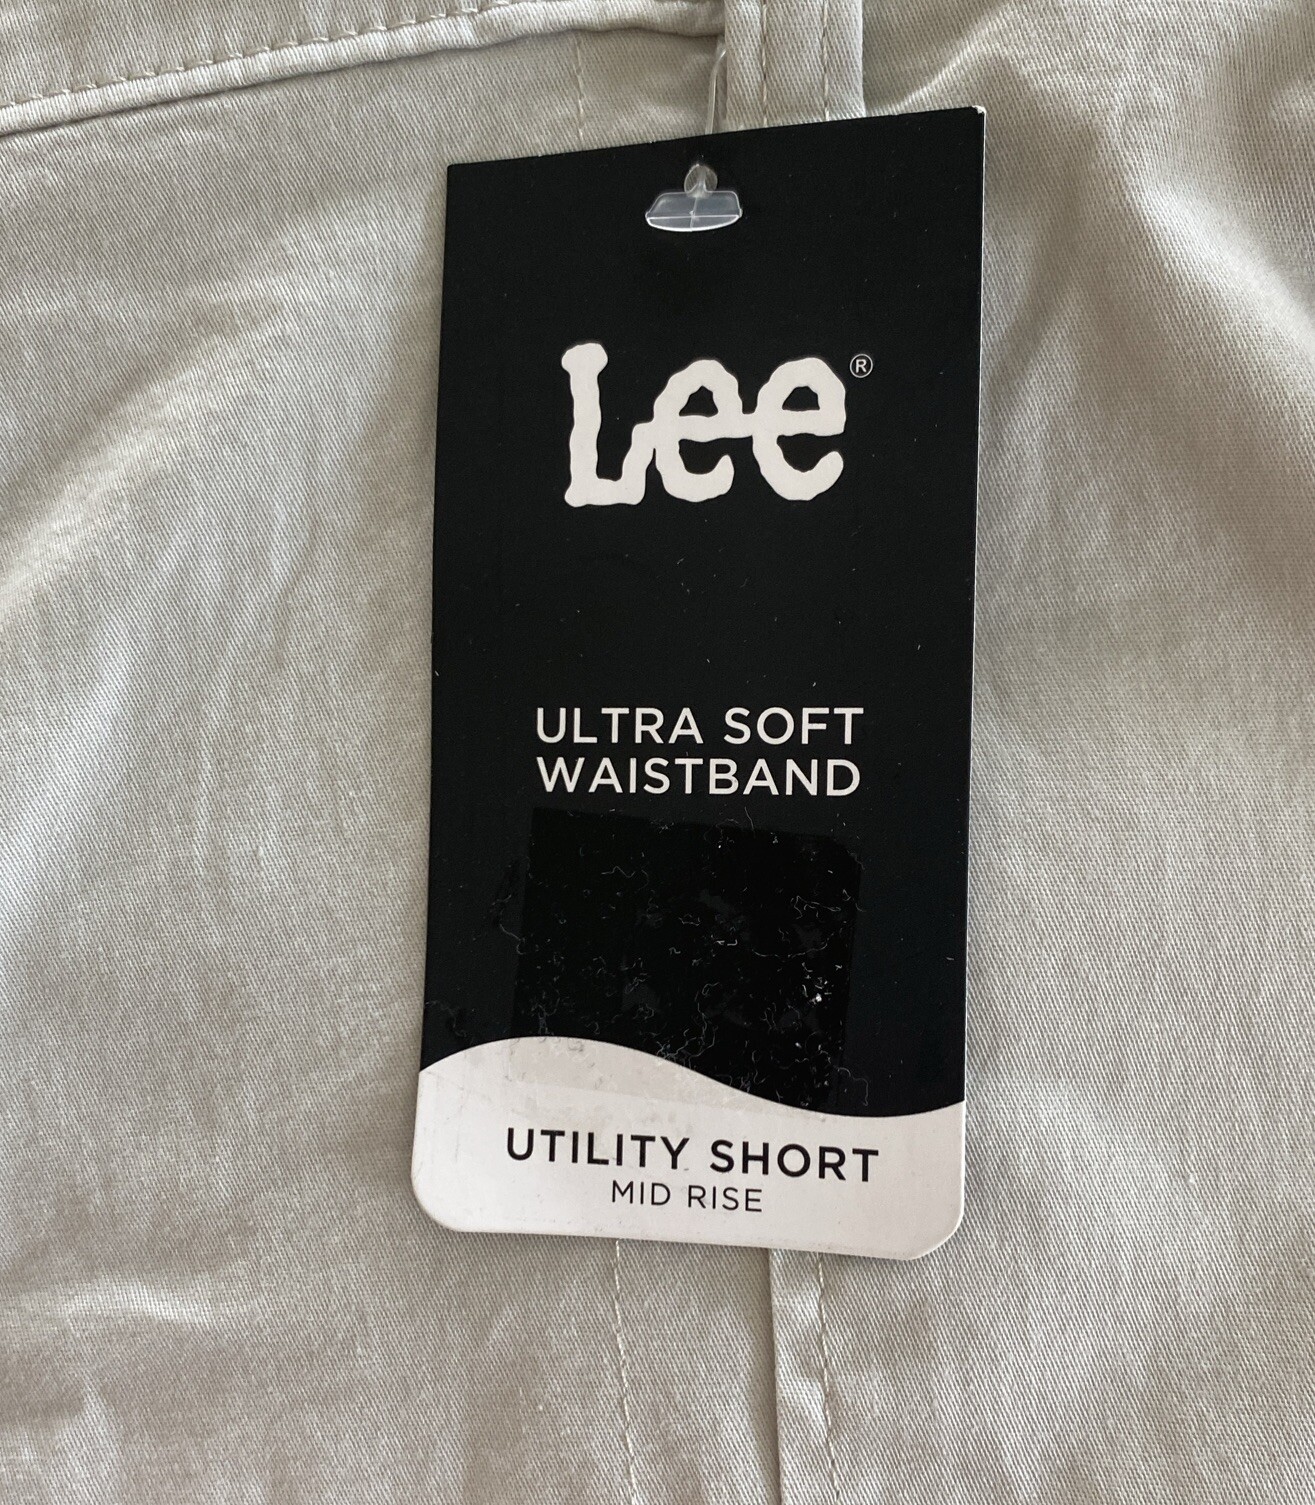 Lee®
ULTRA SOFT
WAISTBAND
UTILITY SHORT
MID RISE